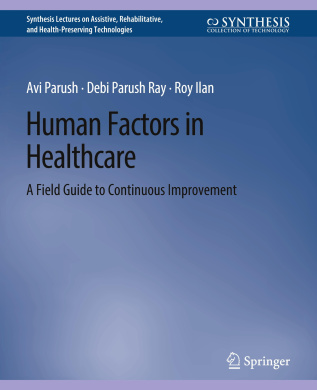 Synthesis Lectures on Assistive, Rehabilitative,
and Health-Preserving Technologies
SYNTHESIS
COLLECTION OF TECHNOLOGY
Avi Parush · Debi Parush Ray · Roy Ilan
Human Factors in
Healthcare
A Field Guide to Continuous Improvement
Springer